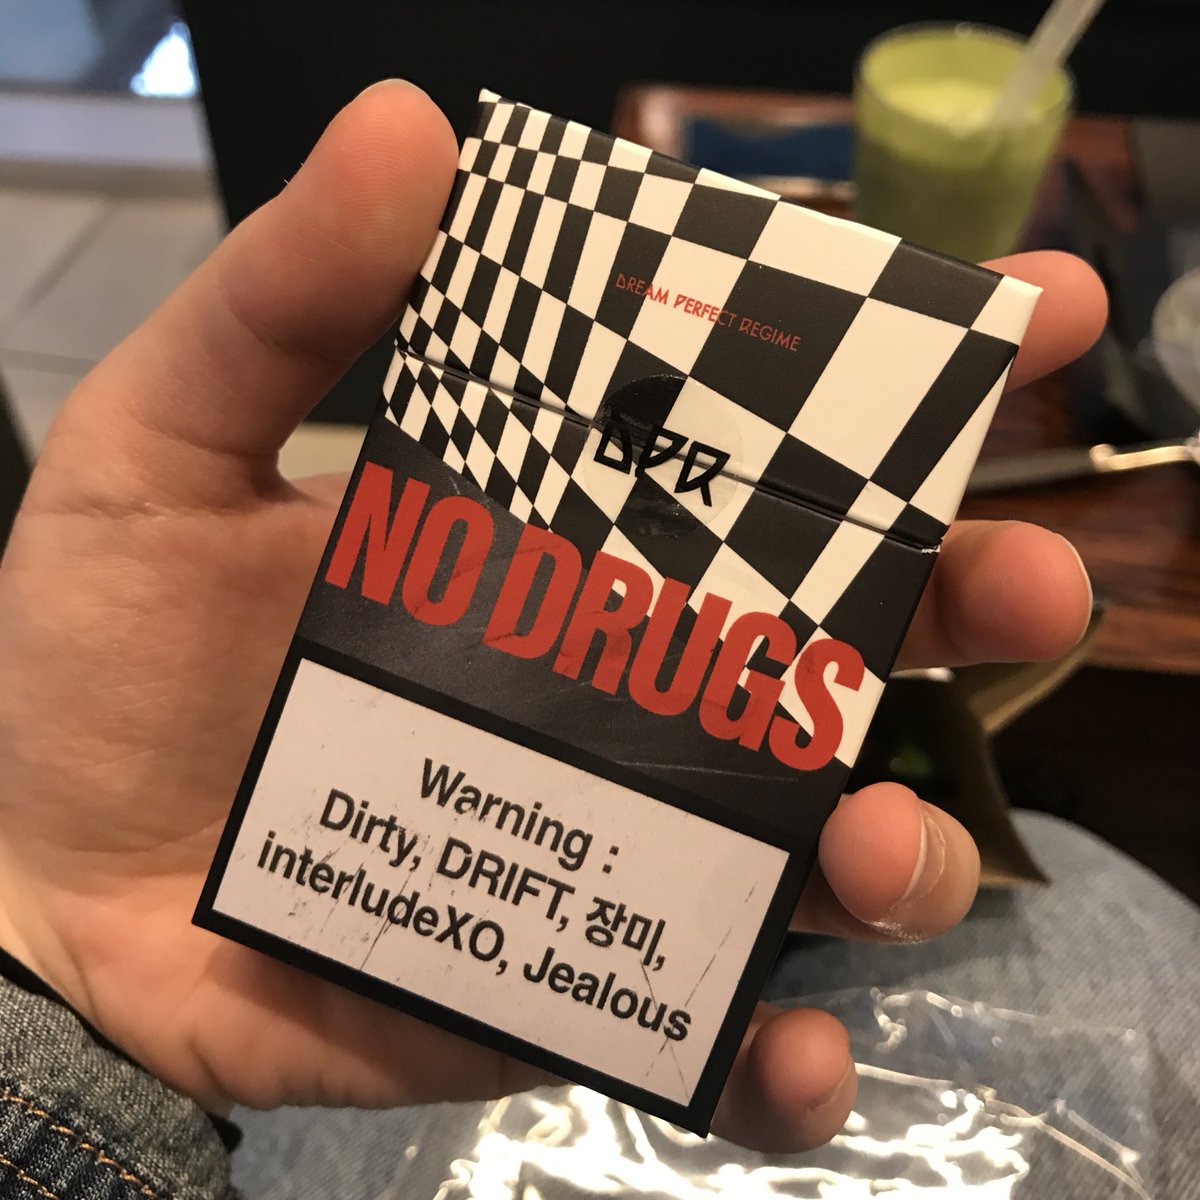 DREAM PERFECT REGIME
DPR
NO DRUGS
Warning :
Dirty, DRIFT, 장미,
interludeXO, Jealous